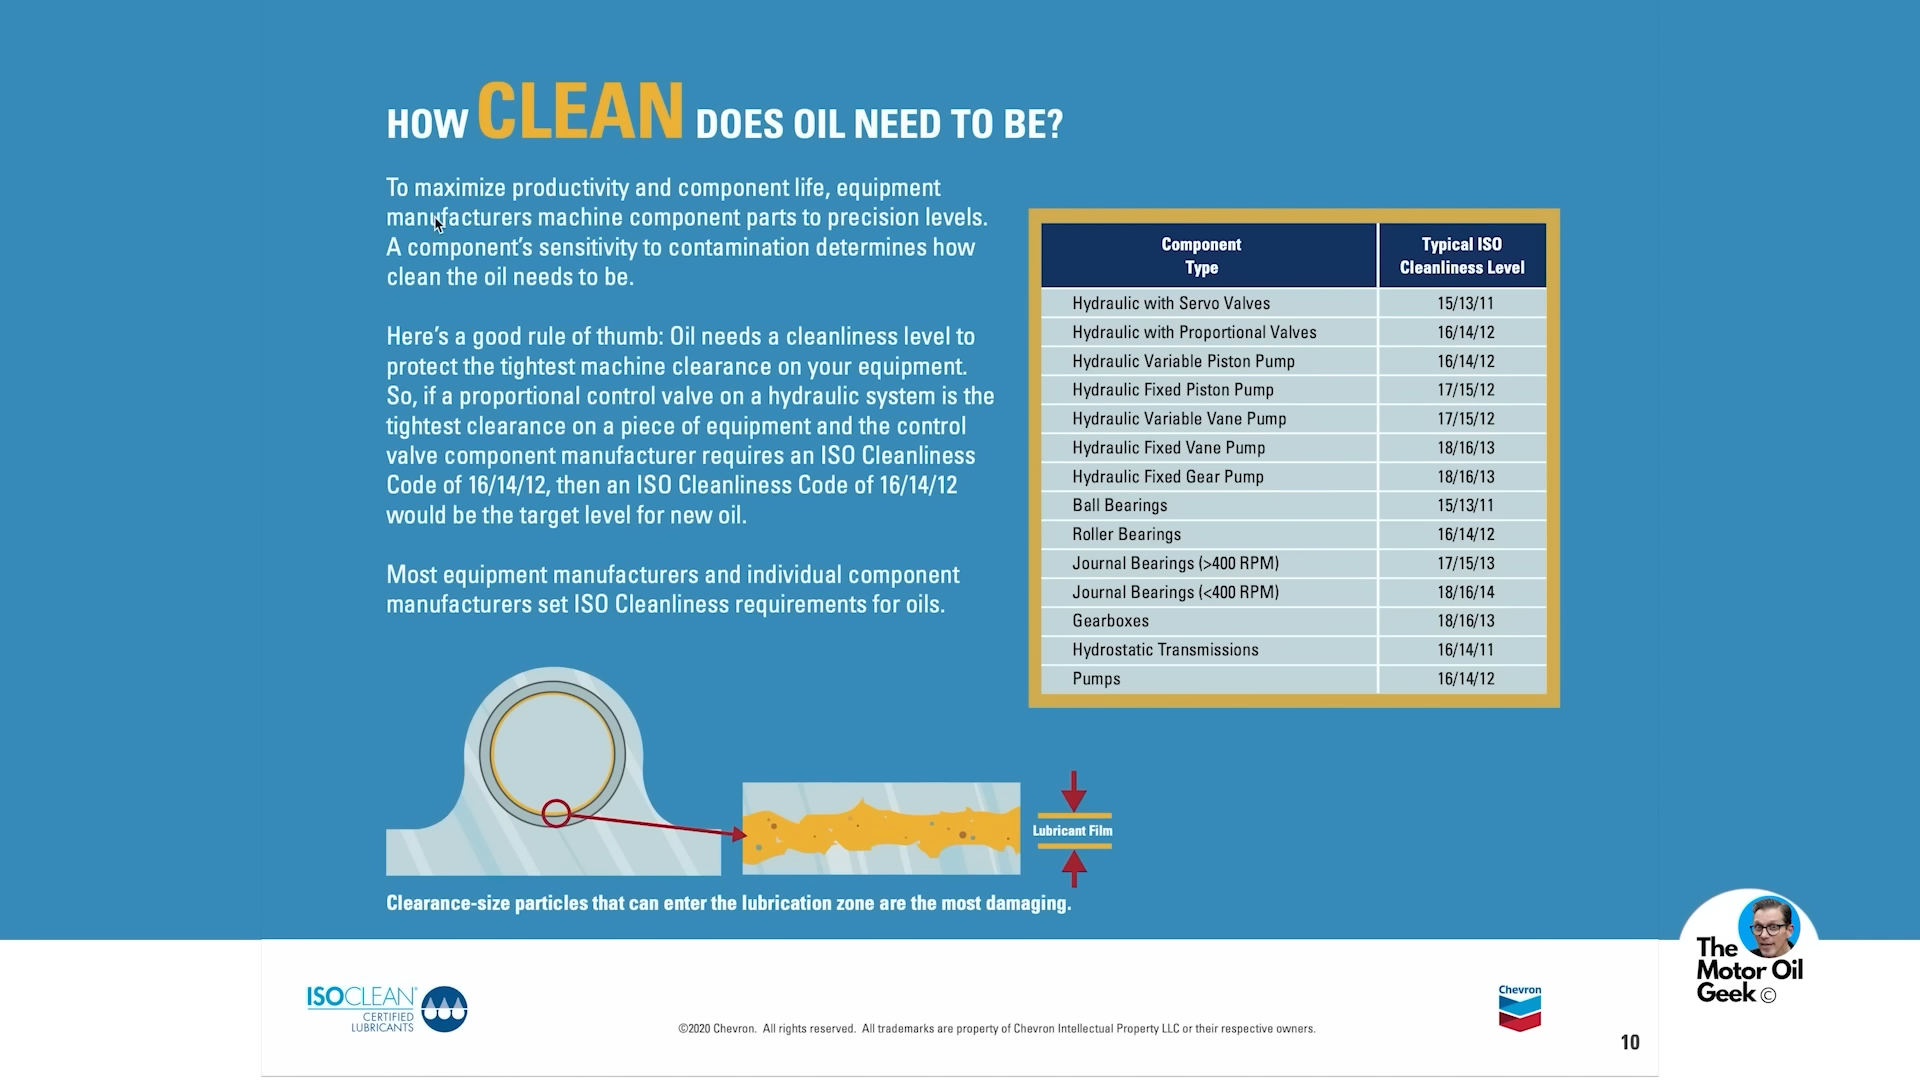 HOW CLEAN DOES OIL NEED TO BE?
To maximize productivity and component life, equipment
manufacturers machine component parts to precision levels.
A component’s sensitivity to contamination determines how
clean the oil needs to be.
Here’s a good rule of thumb: Oil needs a cleanliness level to
protect the tightest machine clearance on your equipment.
So, if a proportional control valve on a hydraulic system is the
tightest clearance on a piece of equipment and the control
valve component manufacturer requires an ISO Cleanliness
Code of 16/14/12, then an ISO Cleanliness Code of 16/14/12
would be the target level for new oil.
Most equipment manufacturers and individual component
manufacturers set ISO Cleanliness requirements for oils.
Component
Type
Typical ISO
Cleanliness Level
Hydraulic with Servo Valves 15/13/11
Hydraulic with Proportional Valves 16/14/12
Hydraulic Variable Piston Pump 16/14/12
Hydraulic Fixed Piston Pump 17/15/12
Hydraulic Variable Vane Pump 17/15/12
Hydraulic Fixed Vane Pump 18/16/13
Hydraulic Fixed Gear Pump 18/16/13
Ball Bearings 15/13/11
Roller Bearings 16/14/12
Journal Bearings (>400 RPM) 17/15/13
Journal Bearings (<400 RPM) 18/16/14
Gearboxes 18/16/13
Hydrostatic Transmissions 16/14/11
Pumps 16/14/12
Lubricant Film
Clearance-size particles that can enter the lubrication zone are the most damaging.
ISOCLEAN®
CERTIFIED
LUBRICANTS
©2020 Chevron. All rights reserved. All trademarks are property of Chevron Intellectual Property LLC or their respective owners.
Chevron
10
The
Motor Oil
Geek ©